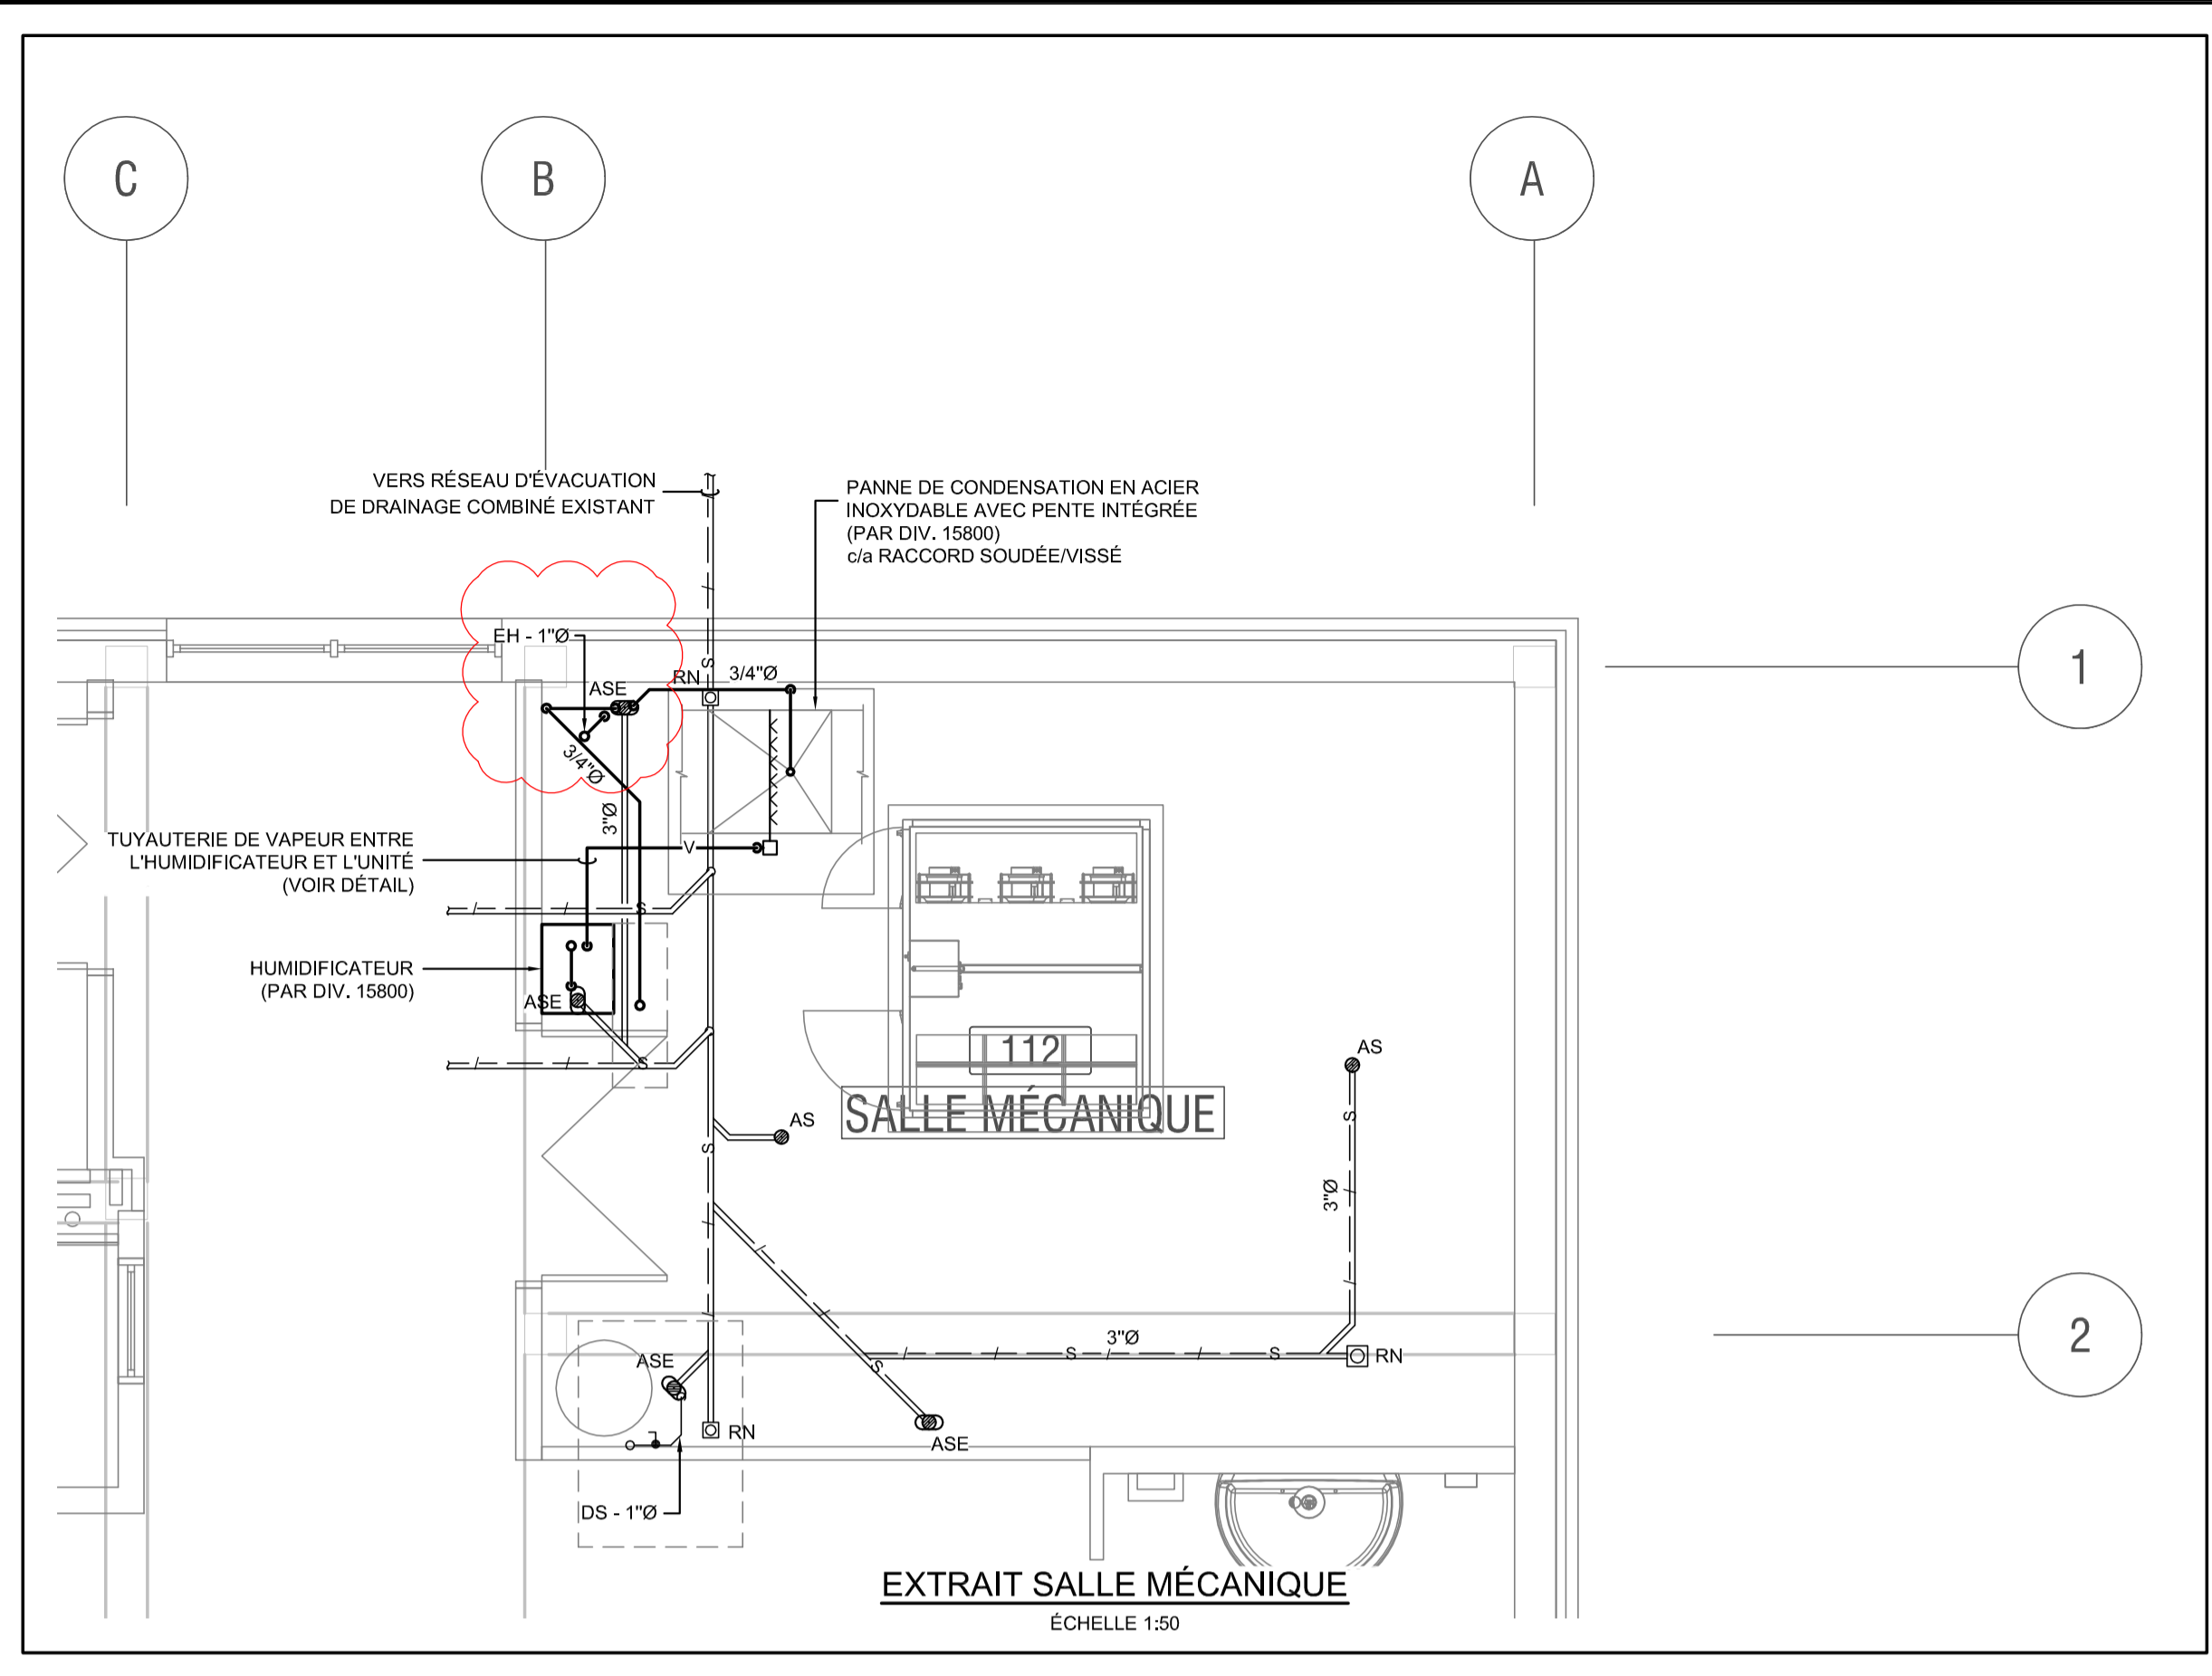 C
B
A
VERS RÉSEAU D'ÉVACUATION
DE DRAINAGE COMBINÉ EXISTANT
PANNE DE CONDENSATION EN ACIER
INOXYDABLE AVEC PENTE INTÉGRÉE
(PAR DIV. 15800)
c/a RACCORD SOUDÉE/VISSÉ
EH - 1"Ø
S
RN
3/4"Ø
ASE
1
3/4"Ø
3"Ø
TUYAUTERIE DE VAPEUR ENTRE
L'HUMIDIFICATEUR ET L'UNITÉ
(VOIR DÉTAIL)
V
S
HUMIDIFICATEUR
(PAR DIV. 15800)
ASE
S
112
AS
SALLE MÉCANIQUE
AS
S
S
3"Ø
2
3"Ø
S
S
RN
ASE
S
RN
ASE
DS - 1"Ø
EXTRAIT SALLE MÉCANIQUE
ÉCHELLE 1:50